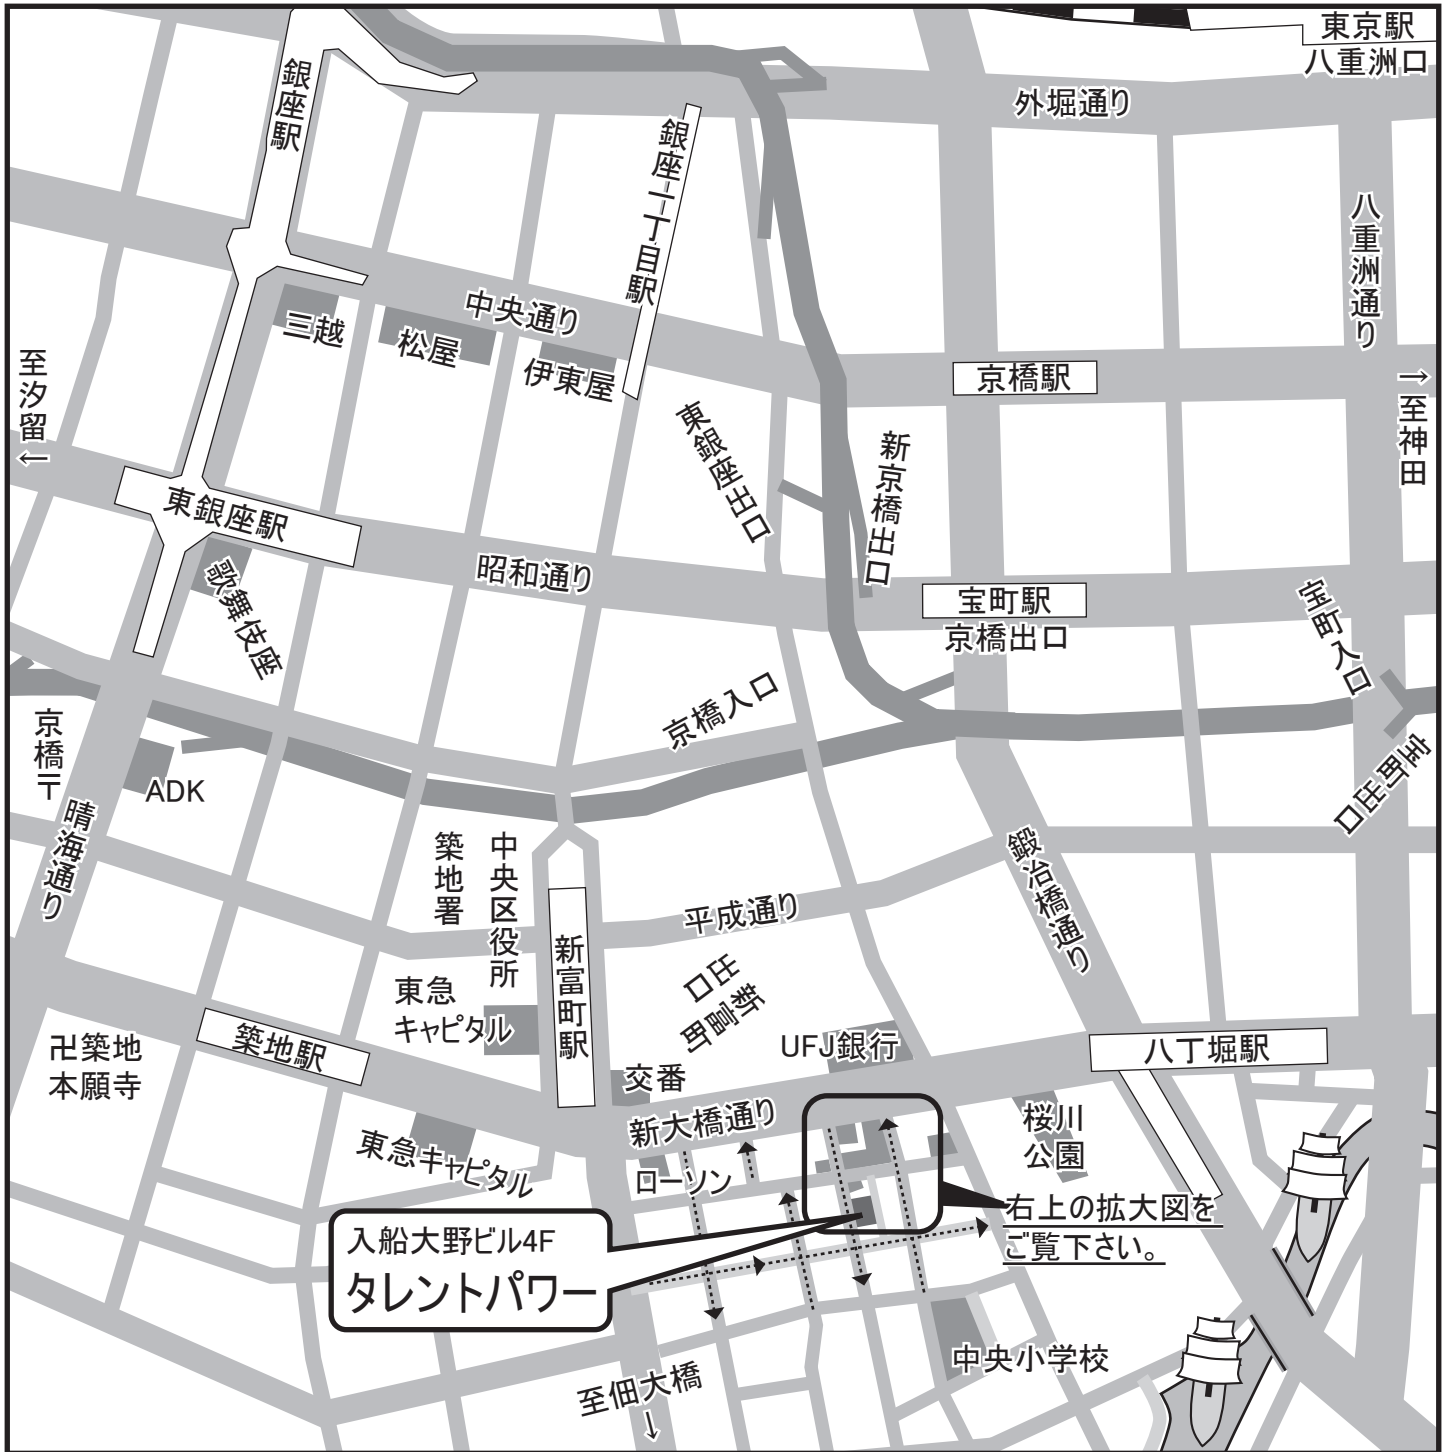 東京駅
八重洲口
外堀通り
銀座駅
銀座一丁目駅
八重洲通り
中央通り
三越
松屋
伊東屋
京橋駅
至汐留
←
→
至神田
東銀座出口
新京橋出口
東銀座駅
昭和通り
歌舞伎座
宝町駅
京橋出口
宝町入口
京橋入口
京橋〒
ADK
宝町出口
晴海通り
築地署
中央区役所
平成通り
鍛冶橋通り
新富町駅
新富町
出口
東急
キャピタル
築地駅
卍築地
本願寺
UFJ銀行
八丁堀駅
交番
新大橋通り
桜川
公園
東急キャピタル
ローソン
右上の拡大図を
ご覧下さい。
入船大野ビル4F
タレントパワー
中央小学校
至佃大橋
→